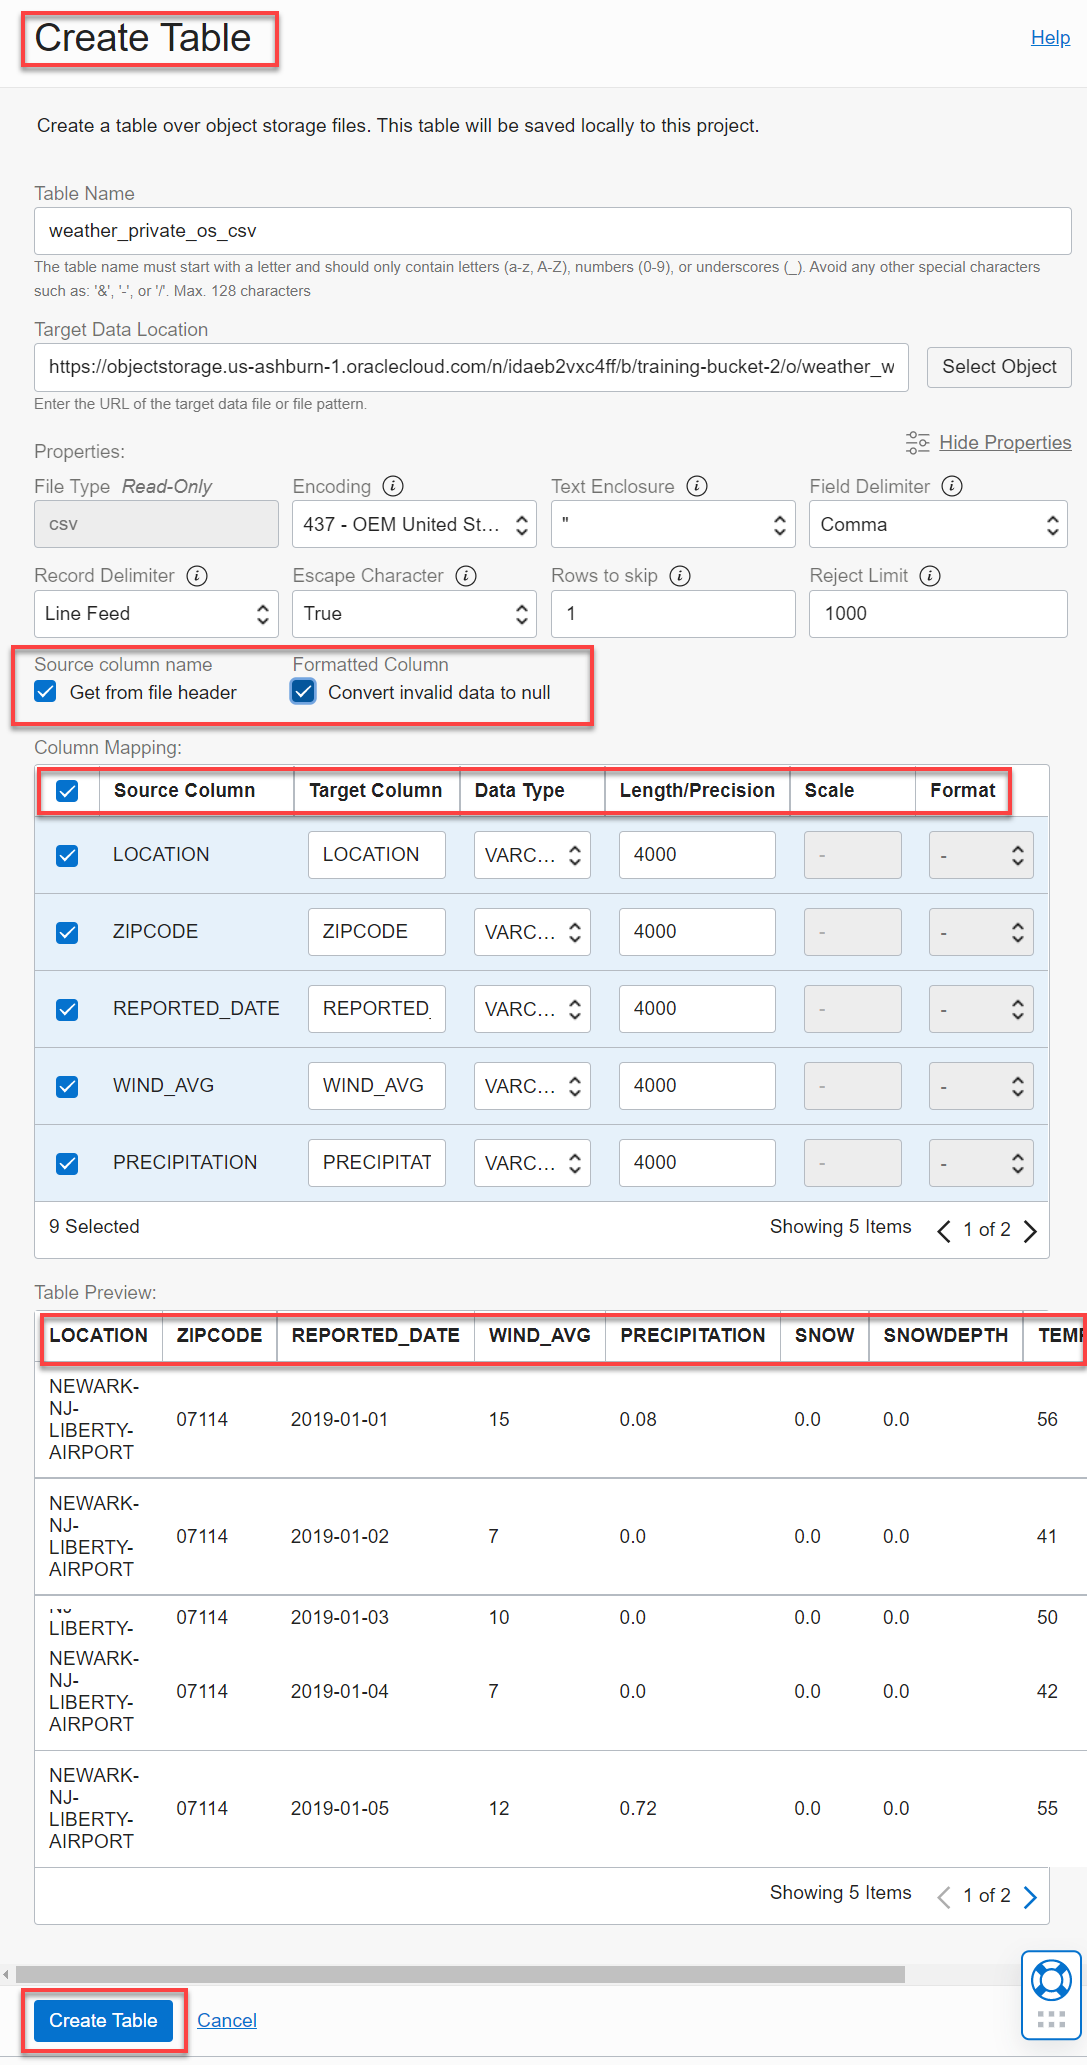 Create Table
Help
Create a table over object storage files. This table will be saved locally to this project.
Table Name
weather_private_os_csv
The table name must start with a letter and should only contain letters (a-z, A-Z), numbers (0-9), or underscores (_). Avoid any other special characters
such as: '&', '-', or '/'. Max. 128 characters
Target Data Location
https://objectstorage.us-ashburn-1.oraclecloud.com/n/idaeb2vxc4ff/b/training-bucket-2/o/weather_w
Select Object
Enter the URL of the target data file or file pattern.
Properties:
Hide Properties
File Type Read-Only Encoding Text Enclosure Field Delimiter
csv 437 - OEM United St... " Comma
Record Delimiter Escape Character Rows to skip Reject Limit
Line Feed True 1 1000
Source column name Formatted Column
Get from file header Convert invalid data to null
Column Mapping:
Source Column Target Column Data Type Length/Precision Scale Format
LOCATION LOCATION VARC... 4000 - -
ZIPCODE ZIPCODE VARC... 4000 - -
REPORTED_DATE REPORTED_ VARC... 4000 - -
WIND_AVG WIND_AVG VARC... 4000 - -
PRECIPITATION PRECIPITAT VARC... 4000 - -
9 Selected Showing 5 Items 1 of 2
Table Preview:
LOCATION ZIPCODE REPORTED_DATE WIND_AVG PRECIPITATION SNOW SNOWDEPTH TEM
NEWARK-
NJ-
LIBERTY-
AIRPORT
07114 2019-01-01 15 0.08 0.0 0.0 56
NEWARK-
NJ-
LIBERTY-
AIRPORT
07114 2019-01-02 7 0.0 0.0 0.0 41
LIBERTY-
07114 2019-01-03 10 0.0 0.0 0.0 50
NEWARK-
NJ-
LIBERTY-
AIRPORT
07114 2019-01-04 7 0.0 0.0 0.0 42
NEWARK-
NJ-
LIBERTY-
AIRPORT
07114 2019-01-05 12 0.72 0.0 0.0 55
Showing 5 Items 1 of 2
Create Table Cancel